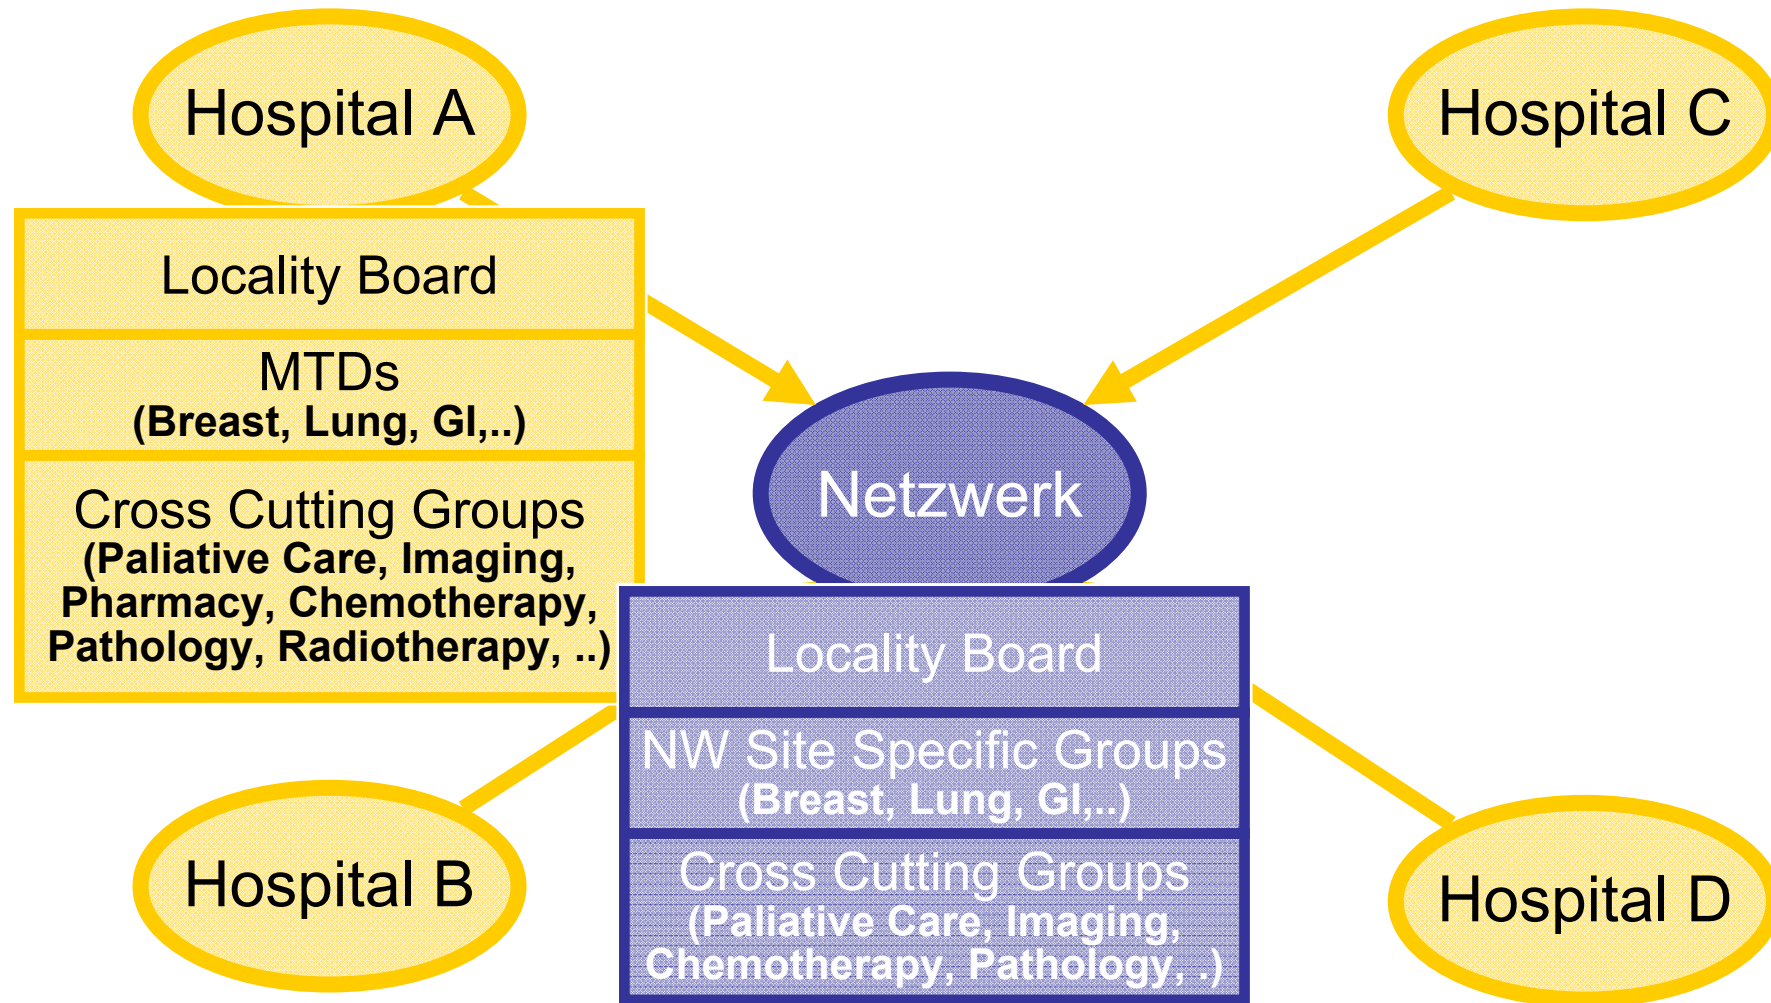 Hospital A
Hospital C
Locality Board
MTDs
(Breast, Lung, GI,..)
Cross Cutting Groups
(Paliative Care, Imaging,
Pharmacy, Chemotherapy,
Pathology, Radiotherapy, ..)
Netzwerk
Locality Board
NW Site Specific Groups
(Breast, Lung, GI,..)
Cross Cutting Groups
(Paliative Care, Imaging,
Chemotherapy, Pathology, .)
Hospital B
Hospital D